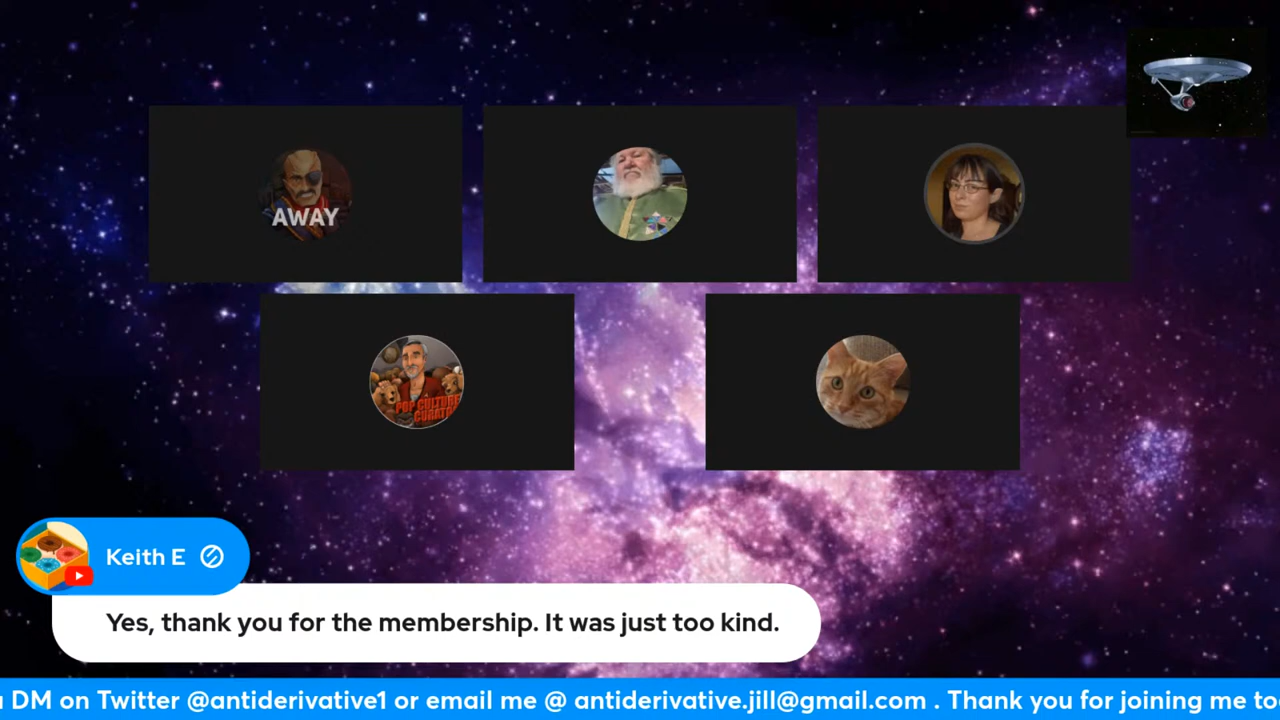 AWAY
POP CULTURE
Keith E
Yes, thank you for the membership. It was just too kind.
DM on Twitter @antiderivative1 or email me @ antiderivative.jill@gmail.com . Thank you for joining me to